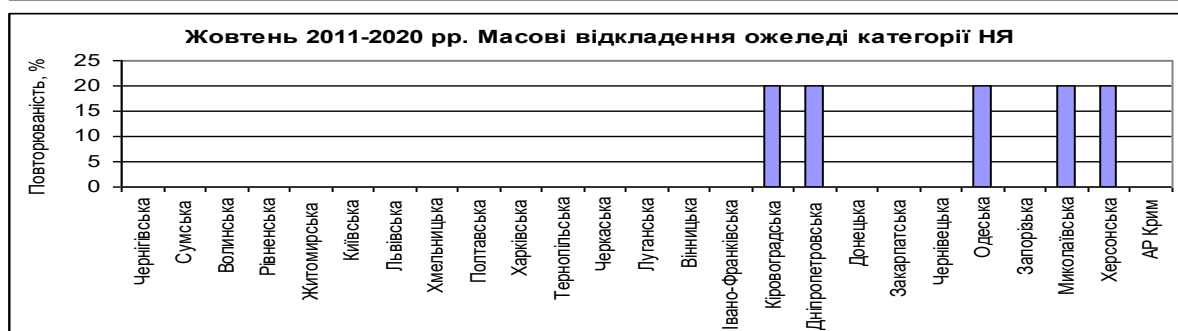 Жовтень 2011-2020 рр. Масові відкладення ожеледі категорії НЯ
Повторюваність, %
25
20
15
10
5
0
Чернігівська
Сумська
Волинська
Рівненська
Житомирська
Київська
Львівська
Хмельницька
Полтавська
Харківська
Тернопільська
Черкаська
Луганська
Вінницька
Івано-Франківська
Кіровоградська
Дніпропетровська
Донецька
Закарпатська
Чернівецька
Одеська
Запорізька
Миколаївська
Херсонська
АР Крим